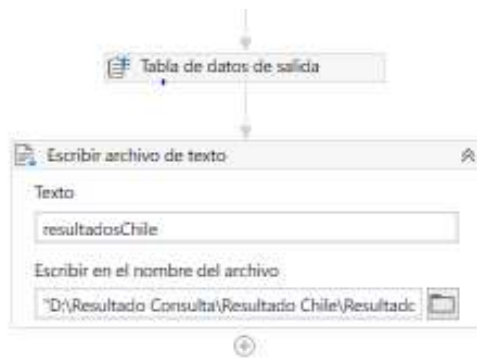 Tabla de datos de salida
Escribir archivo de texto
Texto
resultadosChile
Escribir en el nombre del archivo
"D:\Resultado Consulta\Resultado Chile\Resultadc